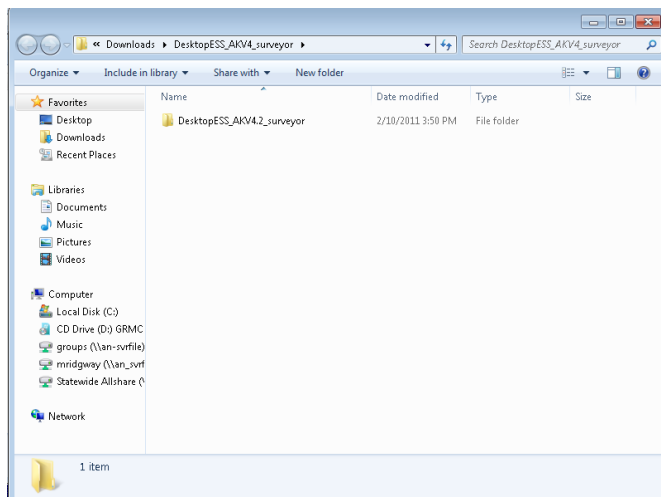 « Downloads ▸ DesktopESS_AKV4_surveyor ▸
Search DesktopESS_AKV4_surveyor
Organize
Include in library
Share with
New folder
Name
Date modified
Type
Size
Favorites
Desktop
Downloads
Recent Places
Libraries
Documents
Music
Pictures
Videos
Computer
Local Disk (C:)
CD Drive (D:) GRMC
groups (\\an-svrfile)
mridgway (\\an_svrf
Statewide Allshare (\
Network
DesktopESS_AKV4.2_surveyor
2/10/2011 3:50 PM
File folder
1 item